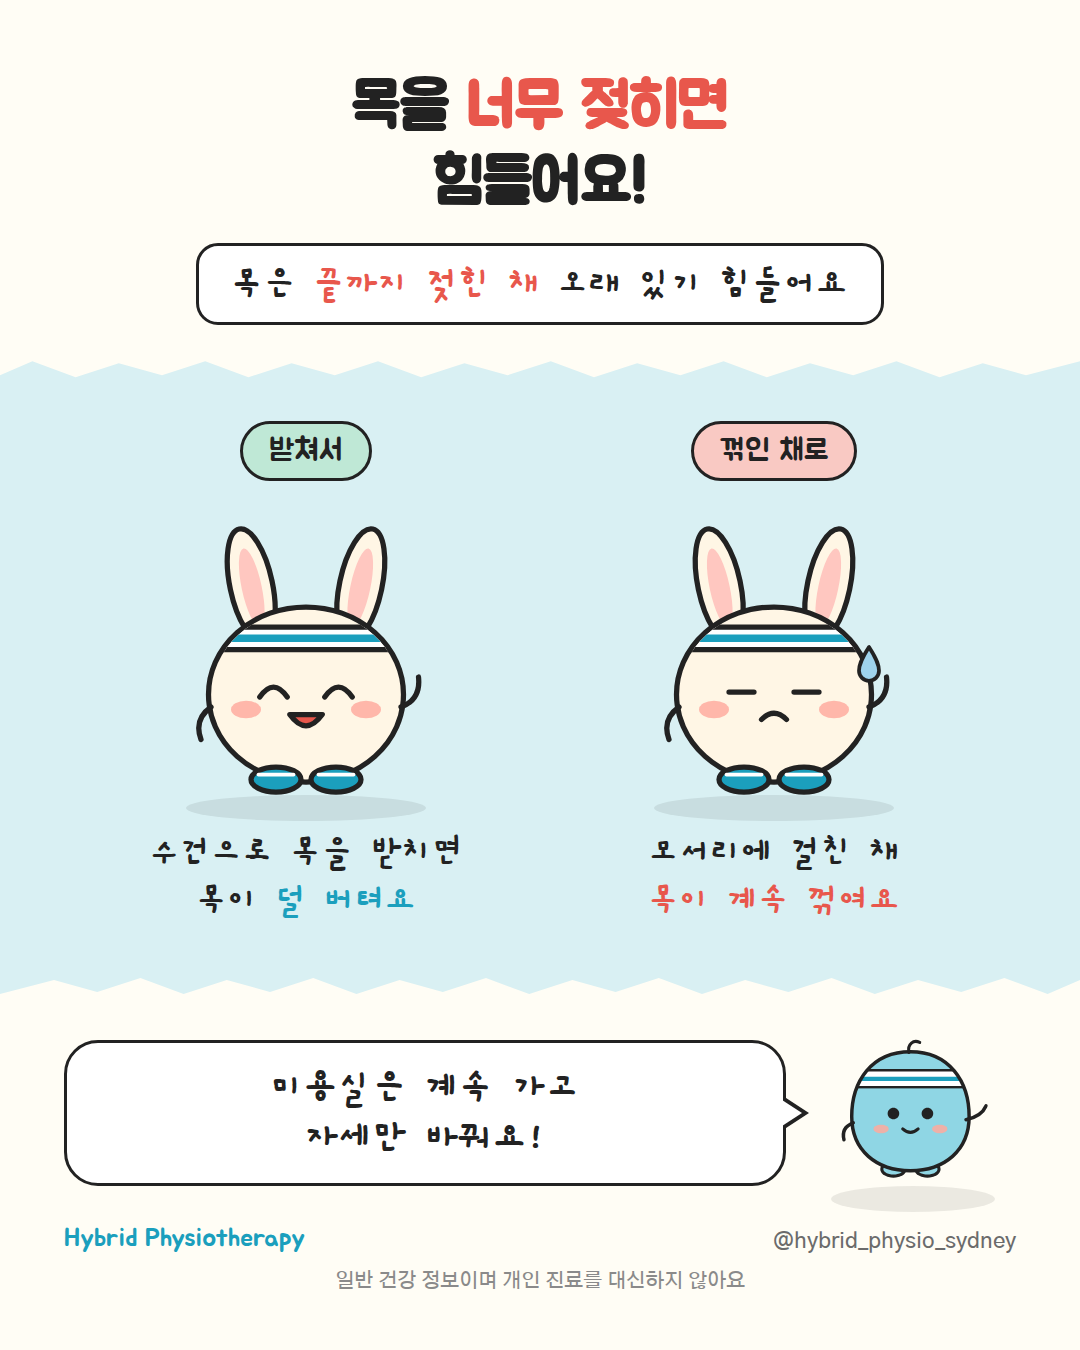 목을 너무 젖히면
힘들어요!
목은 끝까지 젖힌 채 오래 있기 힘들어요
받쳐서
꺾인 채로
수건으로 목을 받치면
목이 덜 버텨요
모서리에 걸친 채
목이 계속 꺾여요
미용실은 계속 가고
자세만 바꿔요!
Hybrid Physiotherapy
@hybrid_physio_sydney
일반 건강 정보이며 개인 진료를 대신하지 않아요